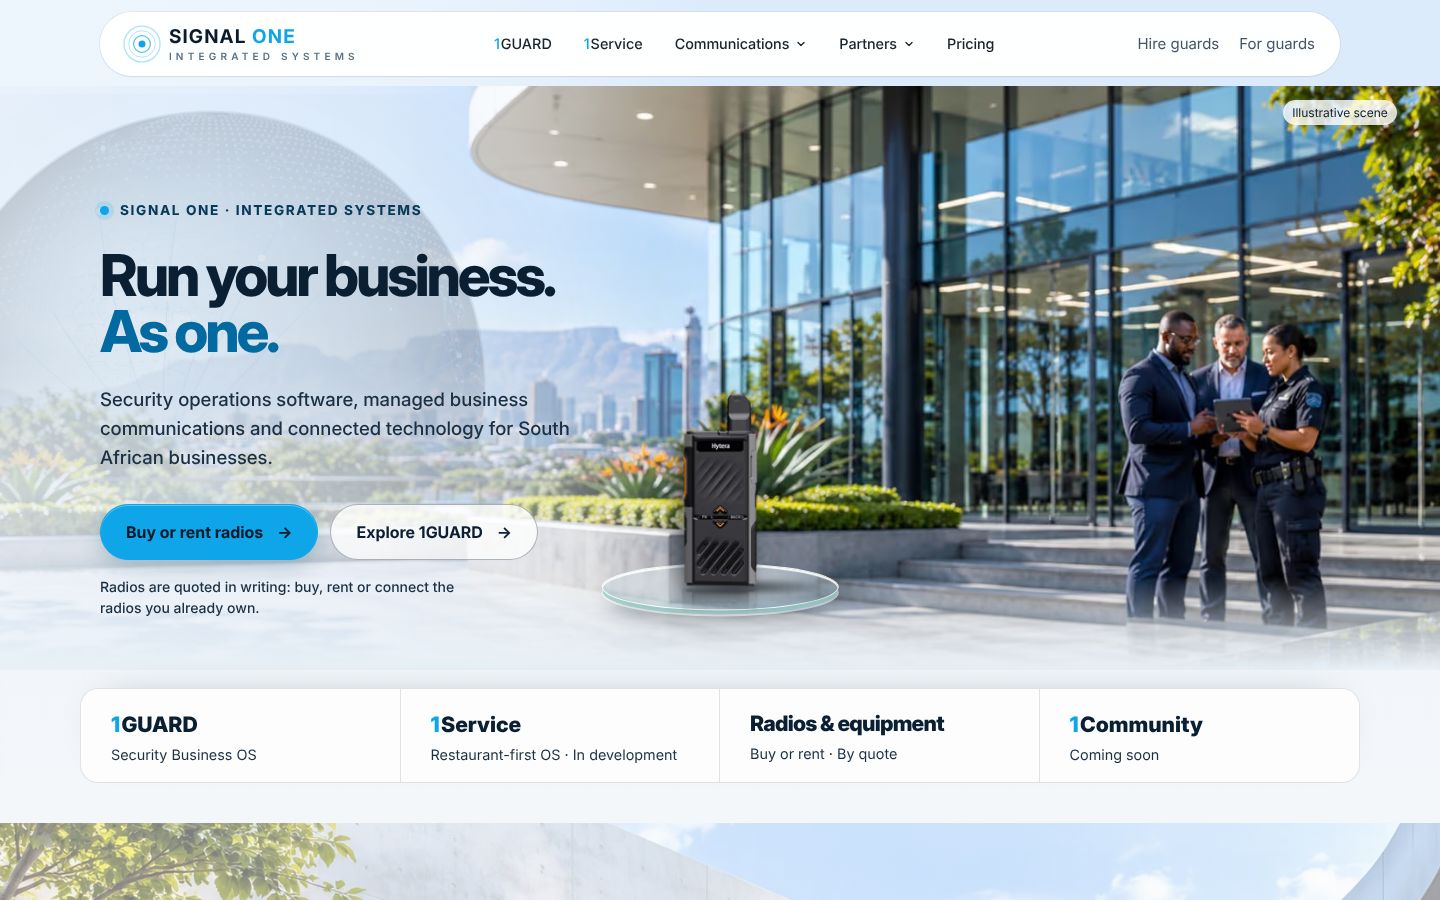 SIGNAL ONE
INTEGRATED SYSTEMS
1GUARD
1Service
Communications
Partners
Pricing
Hire guards
For guards
Illustrative scene
SIGNAL ONE · INTEGRATED SYSTEMS
Run your business.
As one.
Security operations software, managed business
communications and connected technology for South
African businesses.
Hytera
Buy or rent radios →
Explore 1GUARD →
Radios are quoted in writing: buy, rent or connect the
radios you already own.
1GUARD
Security Business OS
1Service
Restaurant-first OS · In development
Radios & equipment
Buy or rent · By quote
1Community
Coming soon